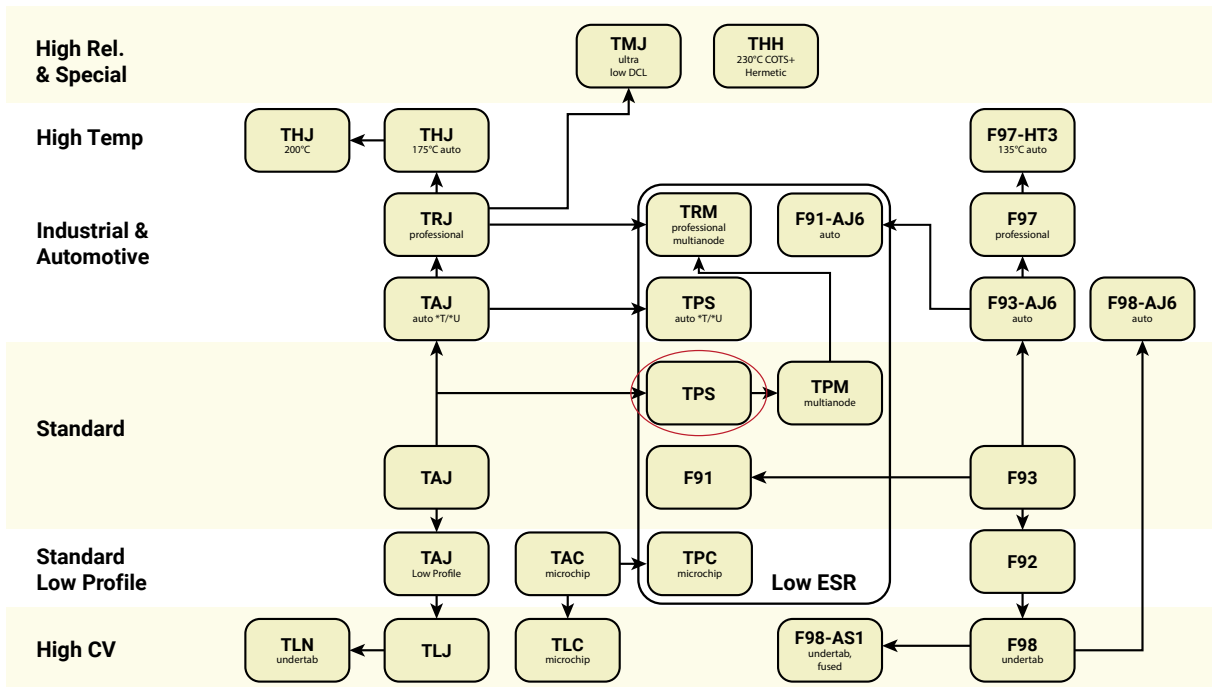 High Rel.
& Special
TMJ
ultra
low DCL
THH
230°C COTS+
Hermetic
High Temp
THJ
200°C
THJ
175°C auto
F97-HT3
135°C auto
Industrial &
Automotive
TRJ
professional
TRM
professional
multianode
F91-AJ6
auto
F97
professional
TAJ
auto *T/*U
TPS
auto *T/*U
F93-AJ6
auto
F98-AJ6
auto
Standard
TPS
TPM
multianode
TAJ
F91
F93
Standard
Low Profile
TAJ
Low Profile
TAC
microchip
TPC
microchip
Low ESR
F92
High CV
TLN
undertab
TLJ
TLC
microchip
F98-AS1
undertab,
fused
F98
undertab